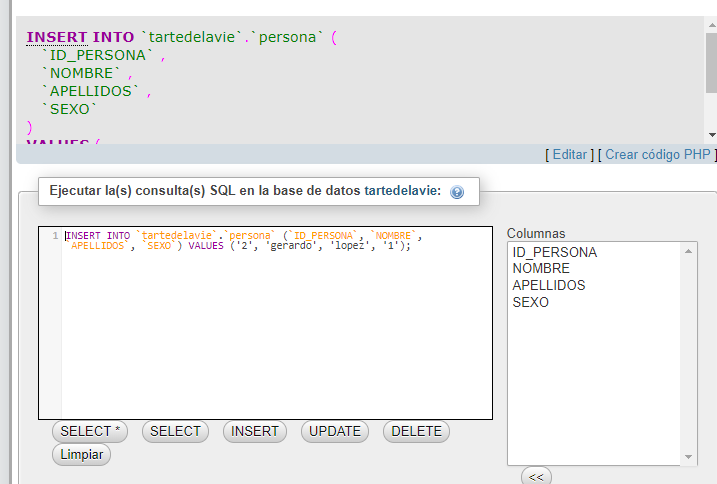 INSERT INTO `tartedelavie`.`persona` (
`ID_PERSONA` ,
`NOMBRE` ,
`APELLIDOS` ,
`SEXO`
)
VALUES (
[ Editar ] [ Crear código PHP ]
Ejecutar la(s) consulta(s) SQL en la base de datos tartedelavie:
1 INSERT INTO `tartedelavie`.`persona` (`ID_PERSONA`, `NOMBRE`,
`APELLIDOS`, `SEXO`) VALUES ('2', 'gerardo', 'lopez', '1');
Columnas
ID_PERSONA
NOMBRE
APELLIDOS
SEXO
SELECT * SELECT INSERT UPDATE DELETE
Limpiar
<<